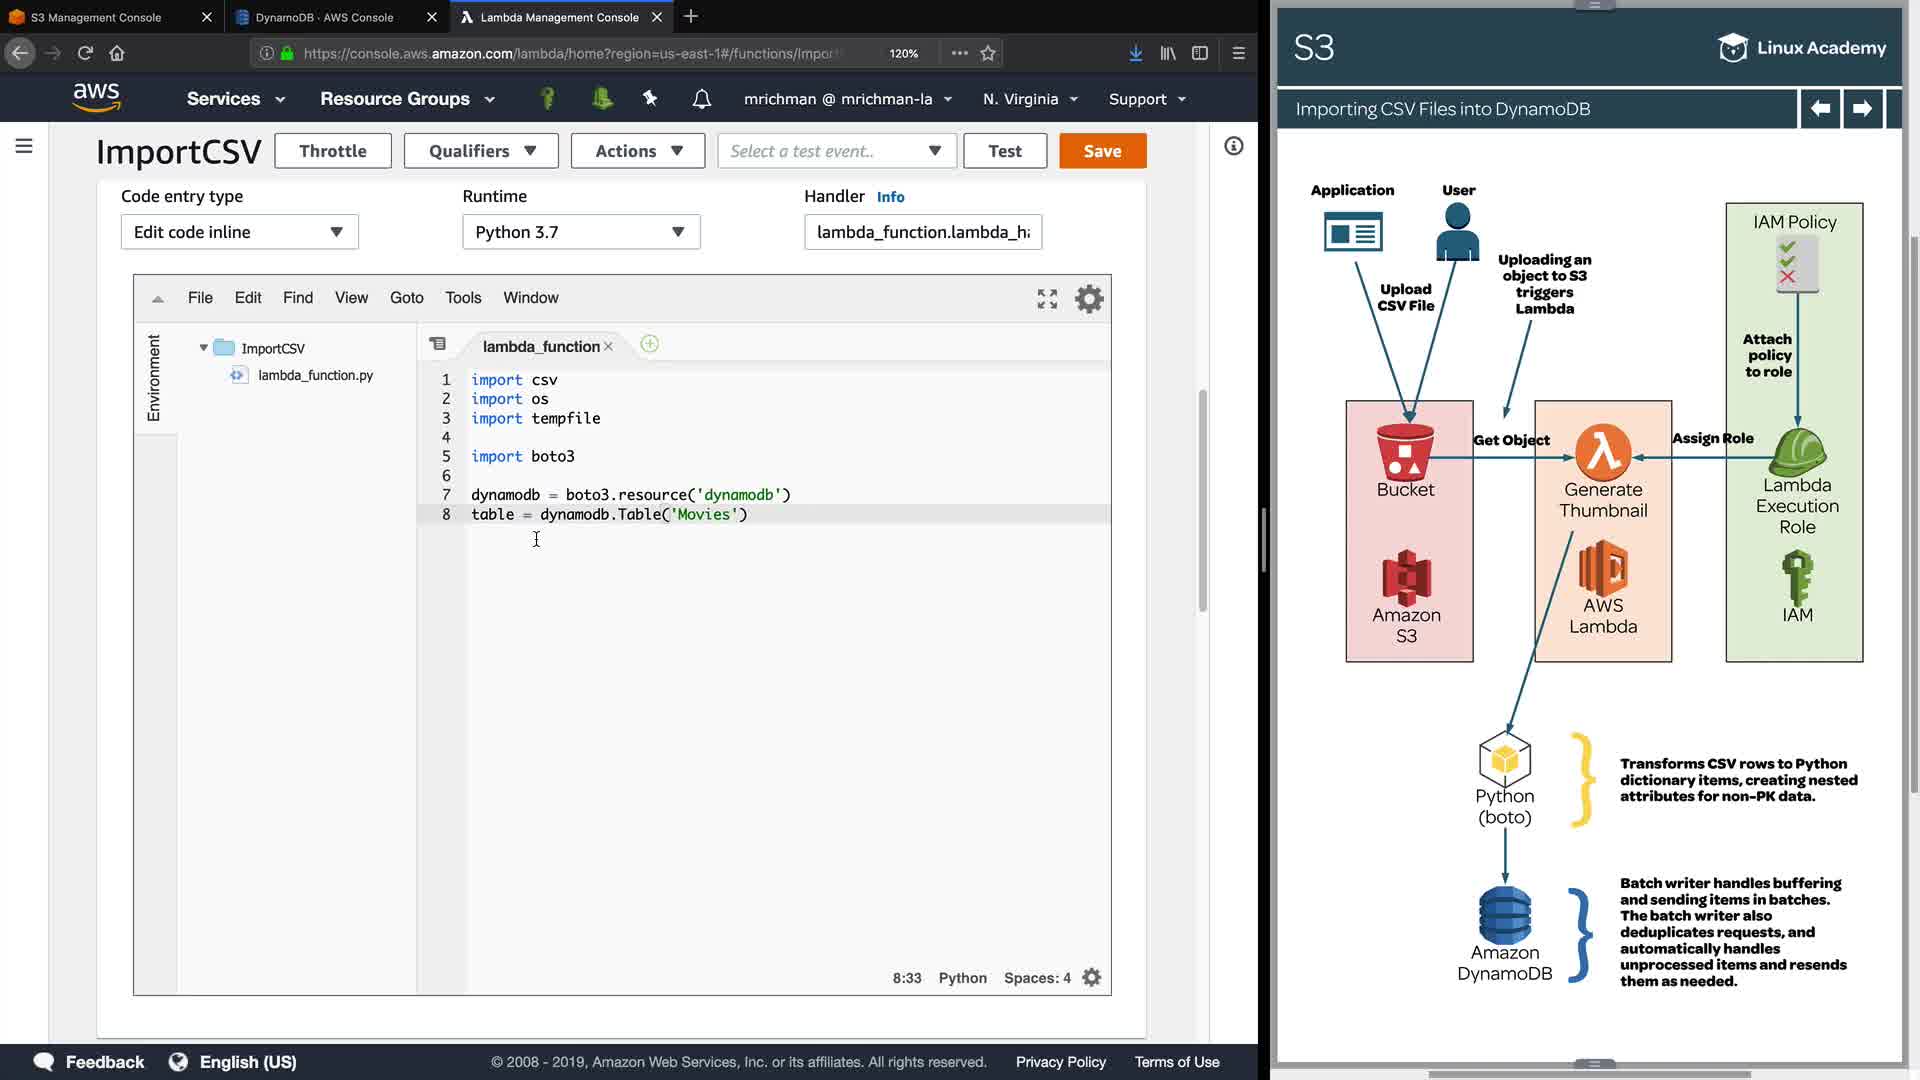 S3 Management Console
DynamoDB · AWS Console
Lambda Management Console
https://console.aws.amazon.com/lambda/home?region=us-east-1#/functions/Impor
120%
aws
Services
Resource Groups
mrichman @ mrichman-la
N. Virginia
Support
ImportCSV
Throttle
Qualifiers
Actions
Select a test event..
Test
Save
Code entry type
Runtime
Handler Info
Edit code inline
Python 3.7
lambda_function.lambda_ha
File Edit Find View Goto Tools Window
Environment
ImportCSV
lambda_function.py
lambda_function
1 import csv
2 import os
3 import tempfile
4
5 import boto3
6
7 dynamodb = boto3.resource('dynamodb')
8 table = dynamodb.Table('Movies')
8:33 Python Spaces: 4
Feedback
English (US)
© 2008 - 2019, Amazon Web Services, Inc. or its affiliates. All rights reserved.
Privacy Policy
Terms of Use
S3
Linux Academy
Importing CSV Files into DynamoDB
Application
User
Upload
CSV File
Uploading an
object to S3
triggers
Lambda
IAM Policy
Attach
policy
to role
Get Object
Assign Role
Bucket
Generate
Thumbnail
Lambda
Execution
Role
Amazon
S3
AWS
Lambda
IAM
Python
(boto)
Transforms CSV rows to Python
dictionary items, creating nested
attributes for non-PK data.
Amazon
DynamoDB
Batch writer handles buffering
and sending items in batches.
The batch writer also
deduplicates requests, and
automatically handles
unprocessed items and resends
them as needed.